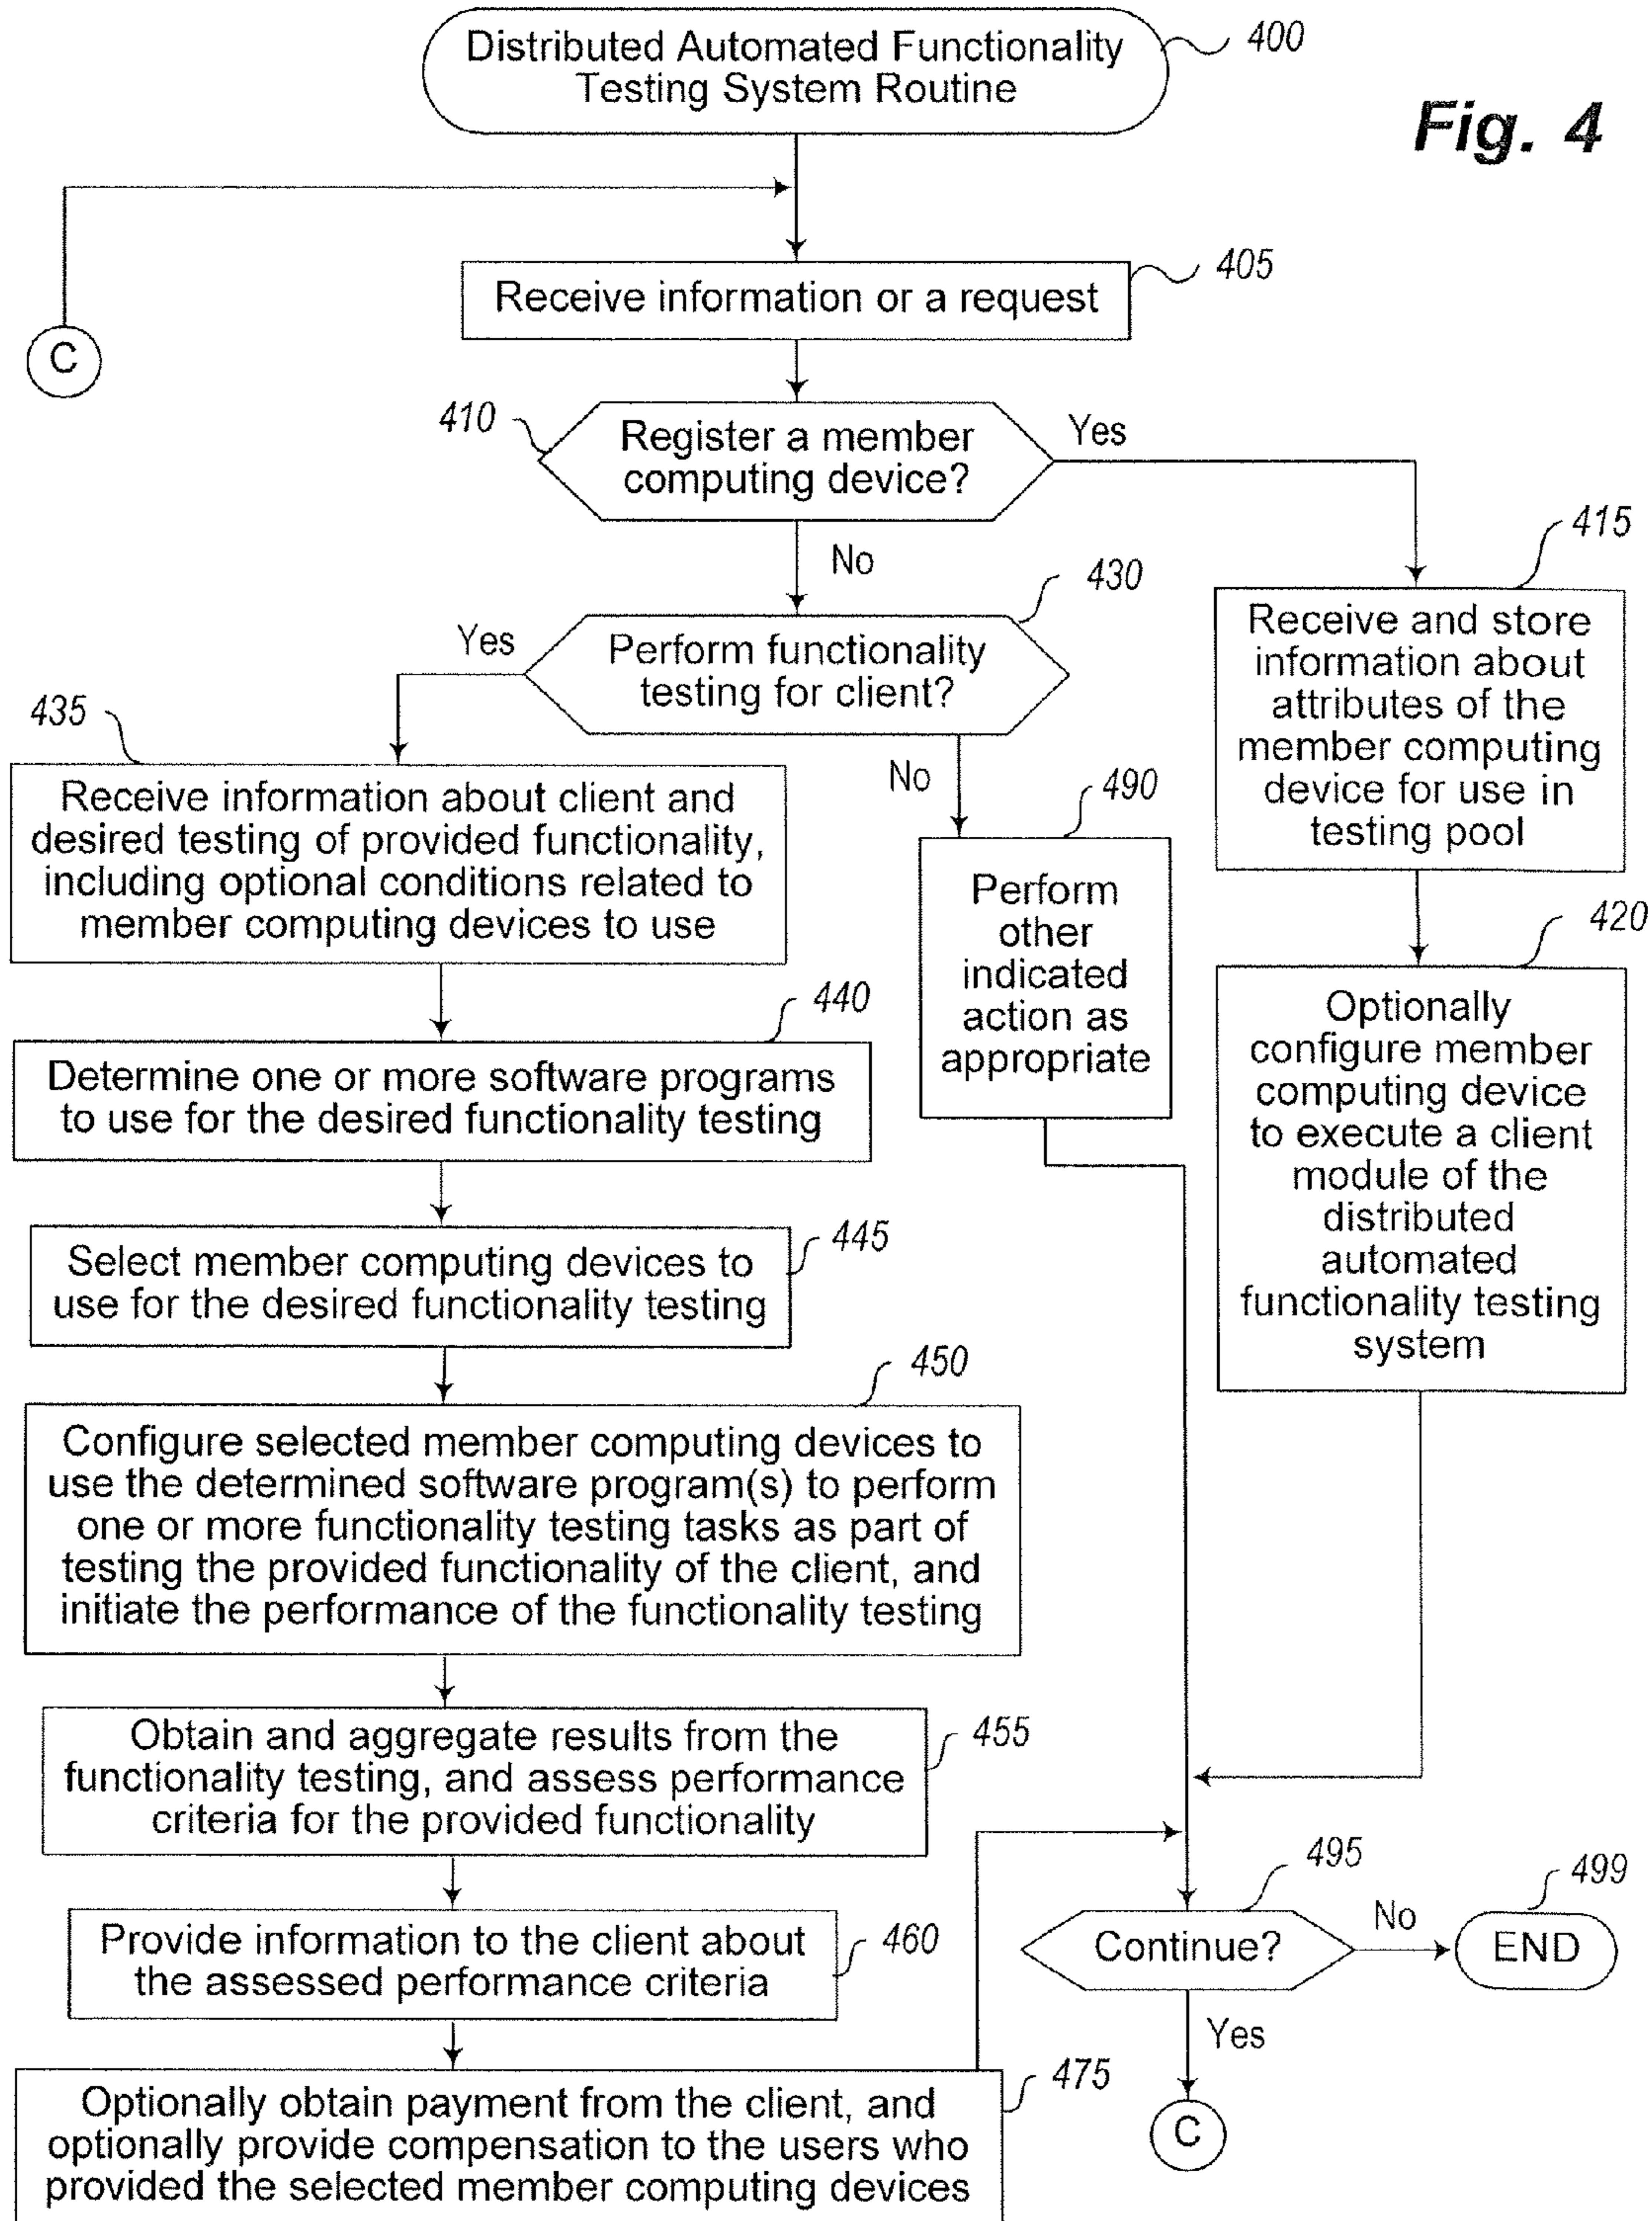 Distributed Automated Functionality
Testing System Routine
400
Fig. 4
C
Receive information or a request
405
410
Register a member
computing device?
Yes
No
415
Receive and store
information about
attributes of the
member computing
device for use in
testing pool
420
Optionally
configure member
computing device
to execute a client
module of the
distributed
automated
functionality testing
system
430
Perform functionality
testing for client?
Yes
No
435
Receive information about client and
desired testing of provided functionality,
including optional conditions related to
member computing devices to use
490
Perform
other
indicated
action as
appropriate
440
Determine one or more software programs
to use for the desired functionality testing
445
Select member computing devices to
use for the desired functionality testing
450
Configure selected member computing devices to
use the determined software program(s) to perform
one or more functionality testing tasks as part of
testing the provided functionality of the client, and
initiate the performance of the functionality testing
455
Obtain and aggregate results from the
functionality testing, and assess performance
criteria for the provided functionality
460
Provide information to the client about
the assessed performance criteria
475
Optionally obtain payment from the client, and
optionally provide compensation to the users who
provided the selected member computing devices
495
Continue?
No
499
END
Yes
C